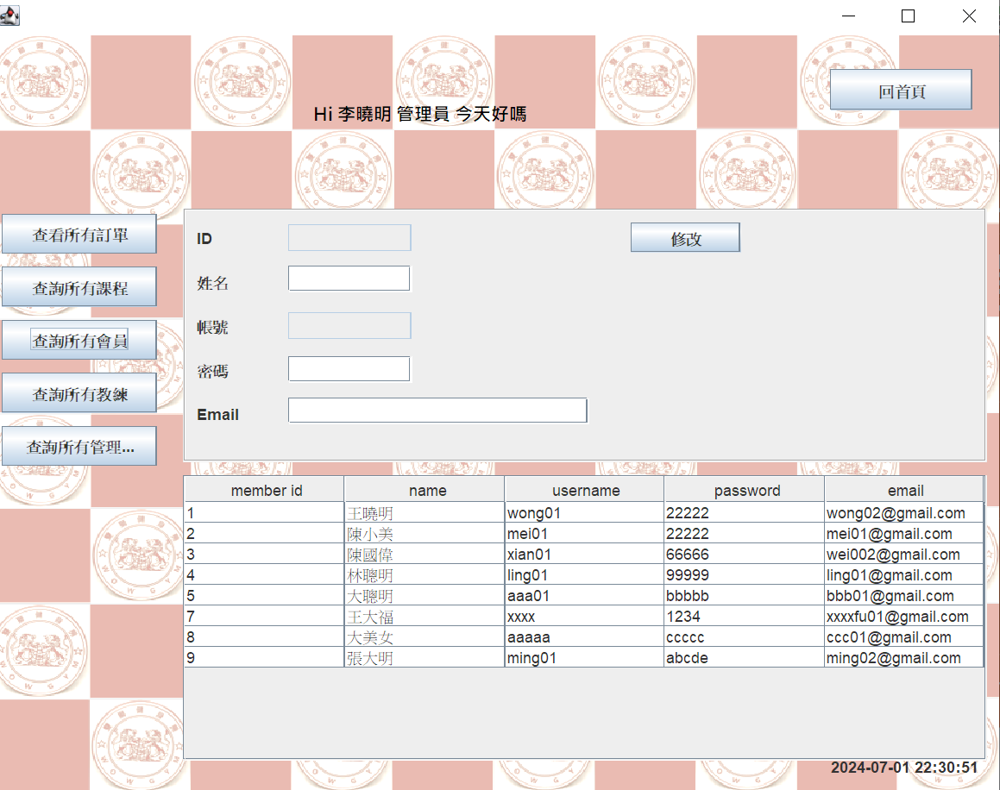 回首頁
Hi 李曉明 管理員 今天好嗎
查看所有訂單
查詢所有課程
查詢所有會員
查詢所有教練
查詢所有管理...
ID
修改
姓名
帳號
密碼
Email
member id name username password email
1 王曉明 wong01 22222 wong02@gmail.com
2 陳小美 mei01 22222 mei01@gmail.com
3 陳國偉 xian01 66666 wei002@gmail.com
4 林聰明 ling01 99999 ling01@gmail.com
5 大聰明 aaa01 bbbbb bbb01@gmail.com
7 王大福 xxxx 1234 xxxxfu01@gmail.com
8 大美女 aaaaa ccccc ccc01@gmail.com
9 張大明 ming01 abcde ming02@gmail.com
2024-07-01 22:30:51